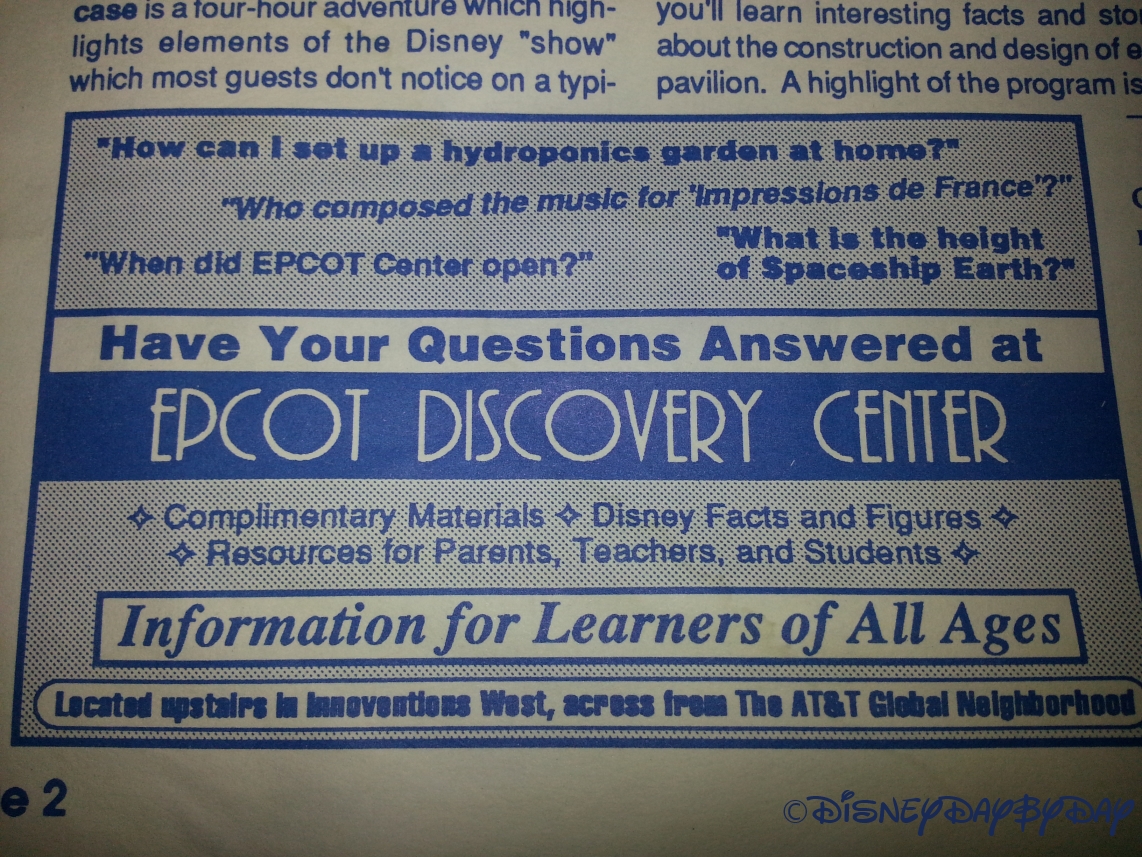 case is a four-hour adventure which high-
lights elements of the Disney "show"
which most guests don't notice on a typi-
you'll learn interesting facts and sto
about the construction and design of e
pavilion. A highlight of the program is
"How can I set up a hydroponics garden at home?"
"Who composed the music for 'Impressions de France'?"
"When did EPCOT Center open?"
"What is the height
of Spaceship Earth?"
Have Your Questions Answered at
EPCOT DISCOVERY CENTER
✧ Complimentary Materials ✧ Disney Facts and Figures ✧
✧ Resources for Parents, Teachers, and Students ✧
Information for Learners of All Ages
Located upstairs in Innoventions West, across from The AT&T Global Neighborhood
e 2
©DISNEYDAYBYDAY